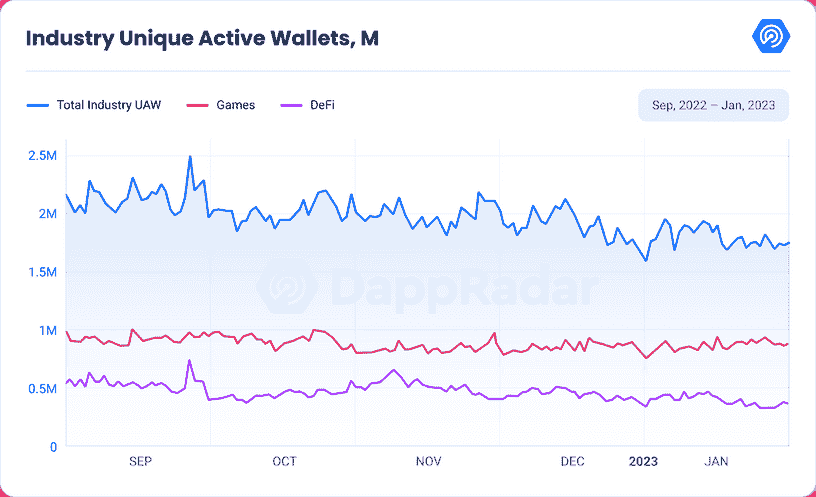 Industry Unique Active Wallets, M
Total Industry UAW Games DeFi
Sep, 2022 – Jan, 2023
2.5M
2M
1.5M
DappRadar
1M
0.5M
0
SEP OCT NOV DEC 2023 JAN